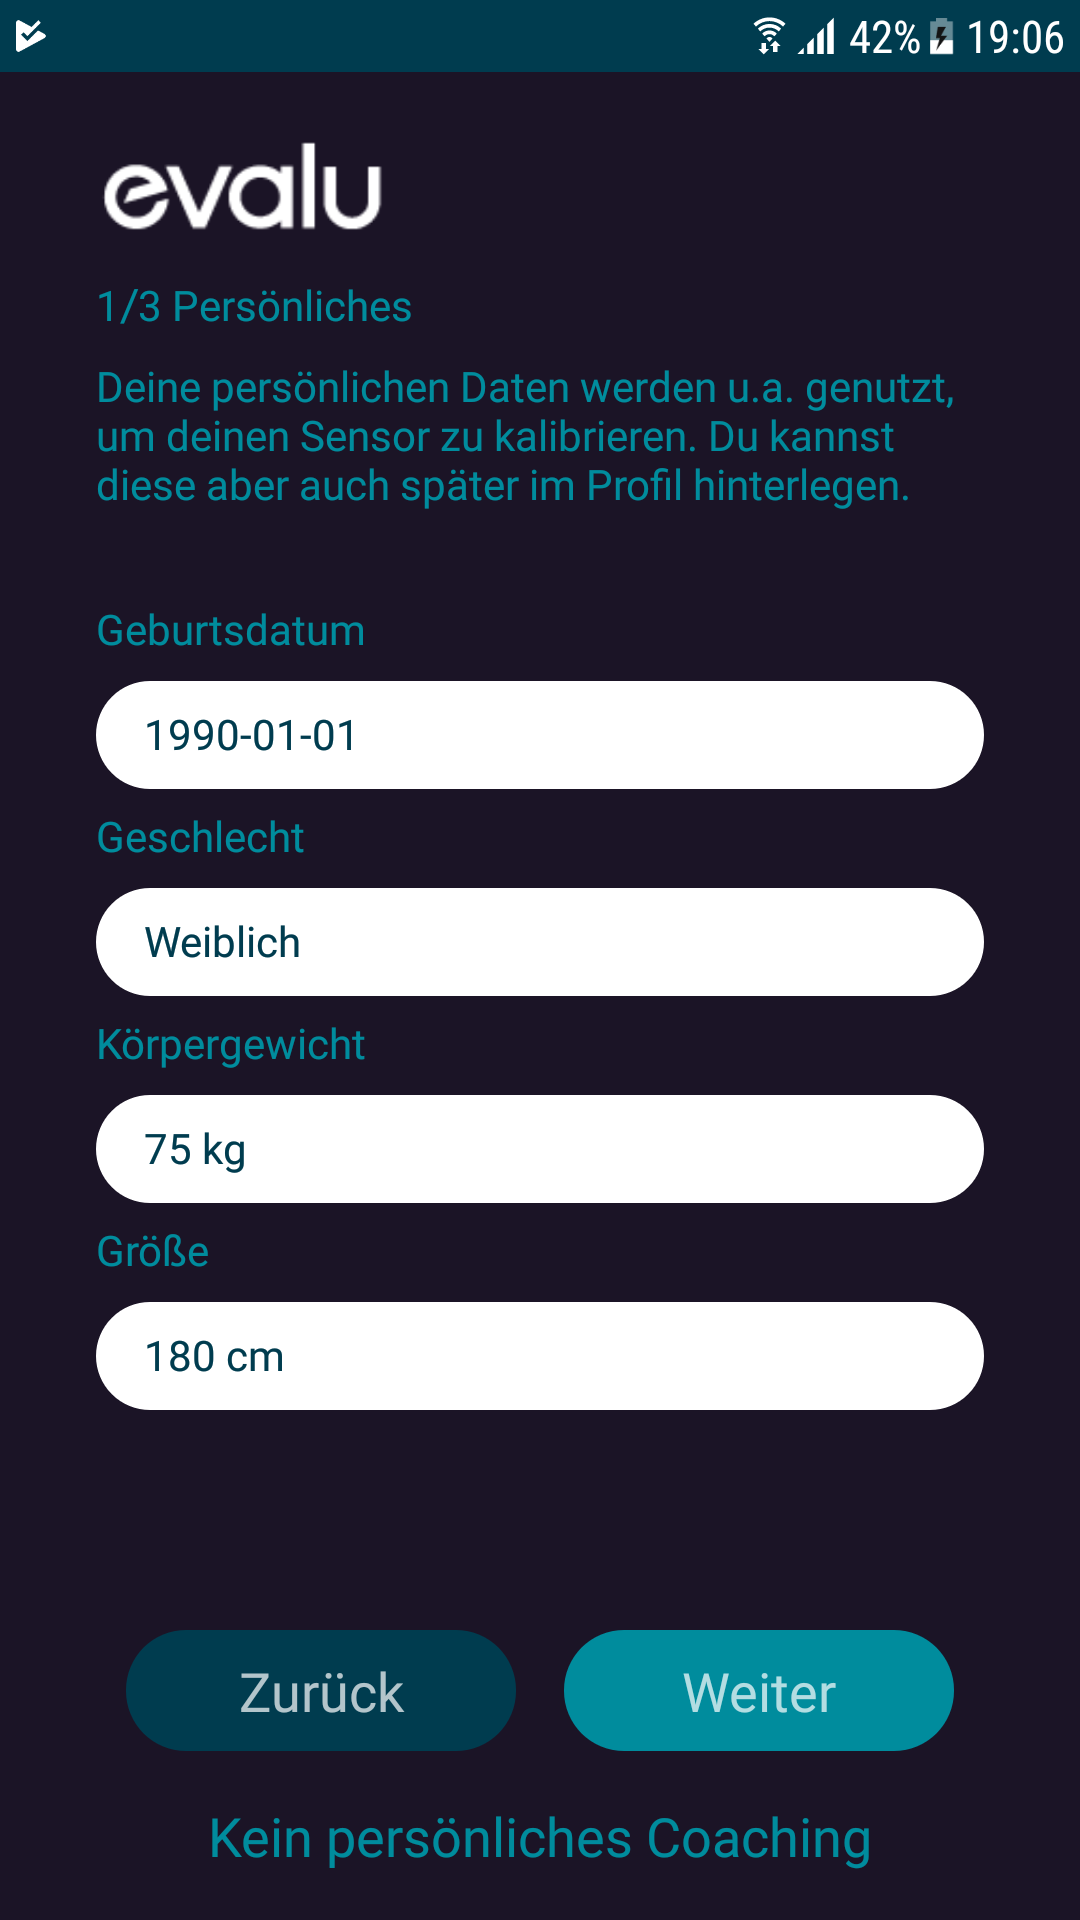 42% 19:06
evalu
1/3 Persönliches
Deine persönlichen Daten werden u.a. genutzt,
um deinen Sensor zu kalibrieren. Du kannst
diese aber auch später im Profil hinterlegen.
Geburtsdatum
1990-01-01
Geschlecht
Weiblich
Körpergewicht
75 kg
Größe
180 cm
Zurück Weiter
Kein persönliches Coaching